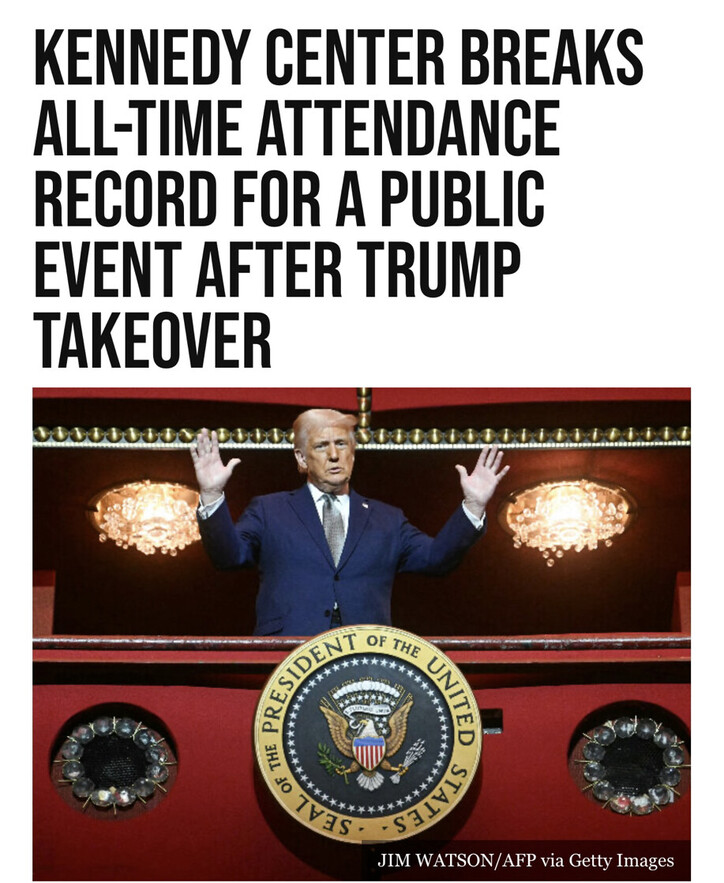 KENNEDY CENTER BREAKS
ALL-TIME ATTENDANCE
RECORD FOR A PUBLIC
EVENT AFTER TRUMP
TAKEOVER
SEAL OF THE PRESIDENT OF THE UNITED STATES
JIM WATSON/AFP via Getty Images